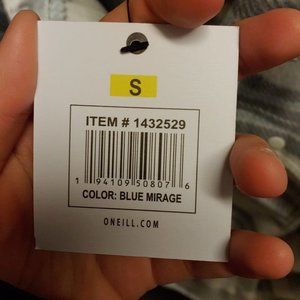 S
ITEM # 1432529
1 94109 50807 6
COLOR: BLUE MIRAGE
ONEILL.COM